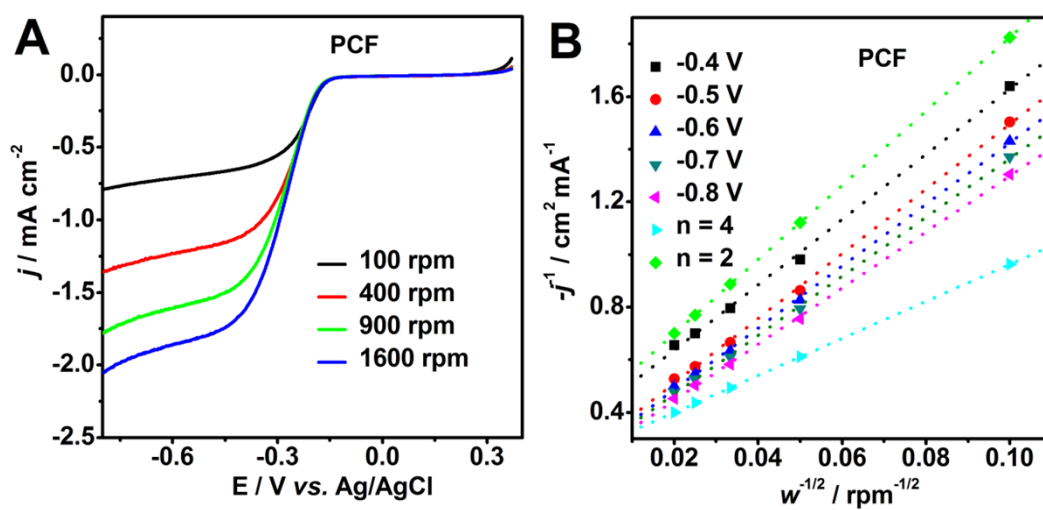 A
PCF
0.0
-0.5
-1.0
-1.5
-2.0
-2.5
j / mA cm⁻²
100 rpm
400 rpm
900 rpm
1600 rpm
-0.6 -0.3 0.0 0.3
E / V vs. Ag/AgCl
B
PCF
-0.4 V
-0.5 V
-0.6 V
-0.7 V
-0.8 V
n = 4
n = 2
1.6
1.2
0.8
0.4
-j⁻¹ / cm² mA⁻¹
0.02 0.04 0.06 0.08 0.10
w⁻¹/² / rpm⁻¹/²